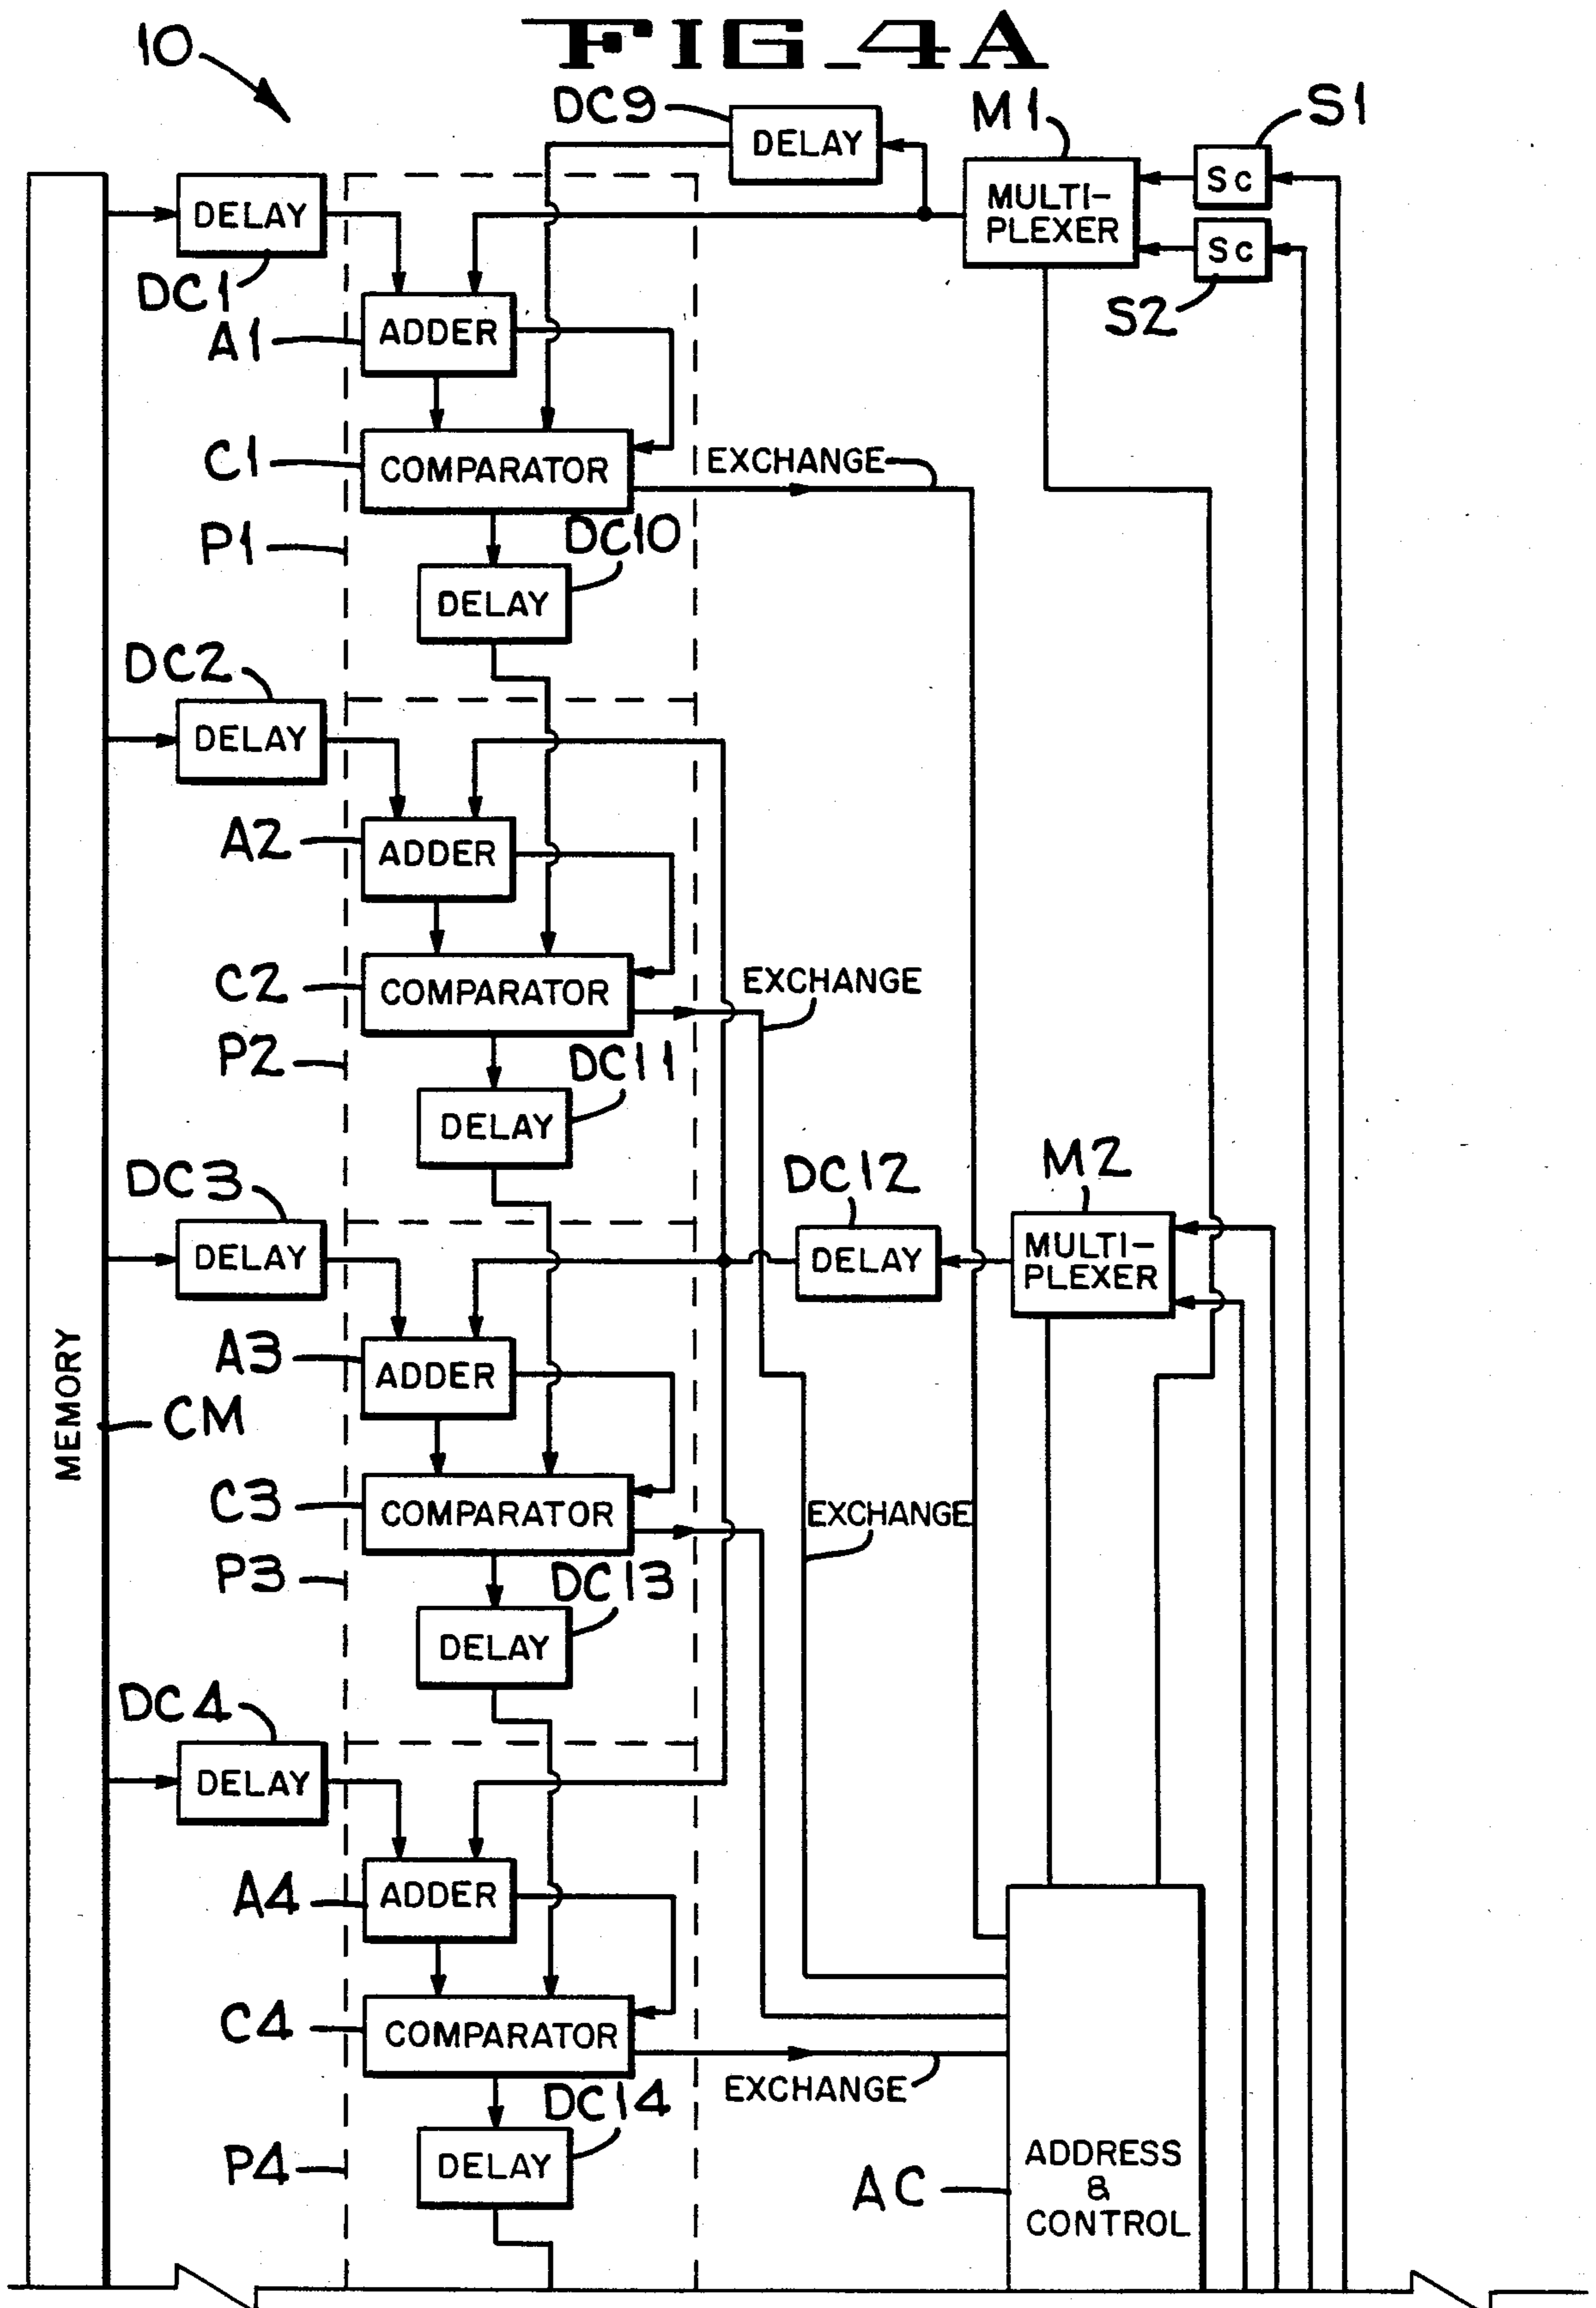 FIG_4A
10
DC9
DELAY
M1
MULTI-
PLEXER
S1
Sc
Sc
S2
DELAY
DC1
A1
ADDER
C1
COMPARATOR
EXCHANGE
P1
DC10
DELAY
DC2
DELAY
A2
ADDER
C2
COMPARATOR
EXCHANGE
P2
DC11
DELAY
DC3
DELAY
DC12
DELAY
M2
MULTI-
PLEXER
A3
ADDER
MEMORY
CM
C3
COMPARATOR
EXCHANGE
P3
DC13
DELAY
DC4
DELAY
A4
ADDER
C4
COMPARATOR
EXCHANGE
DC14
P4
DELAY
AC
ADDRESS
&
CONTROL